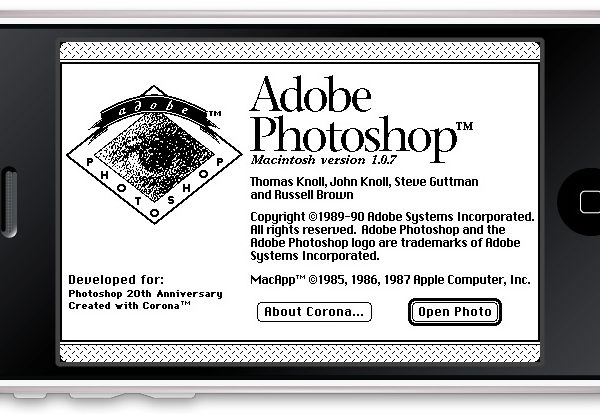 adobe™
PHOTOSHOP
Adobe
Photoshop™
Macintosh version 1.0.7
Thomas Knoll, John Knoll, Steve Guttman
and Russell Brown
Copyright ©1989-90 Adobe Systems Incorporated.
All rights reserved. Adobe Photoshop and the
Adobe Photoshop logo are trademarks of Adobe
Systems Incorporated.
MacApp™ ©1985, 1986, 1987 Apple Computer, Inc.
Developed for:
Photoshop 20th Anniversary
Created with Corona™
About Corona...
Open Photo